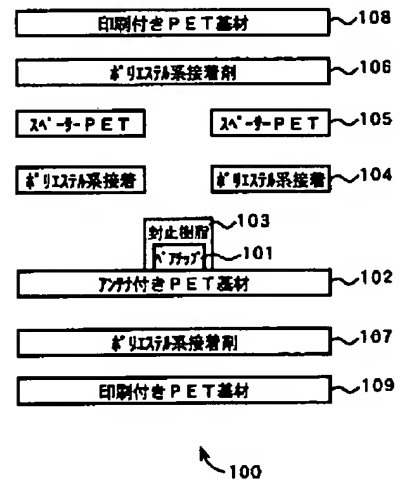 印刷付きPET基材 108
ポリエステル系接着剤 106
スペーサーPET スペーサーPET 105
ポリエステル系接着 ポリエステル系接着 104
封止樹脂 103
ベアチップ 101
アンテナ付きPET基材 102
ポリエステル系接着剤 107
印刷付きPET基材 109
100